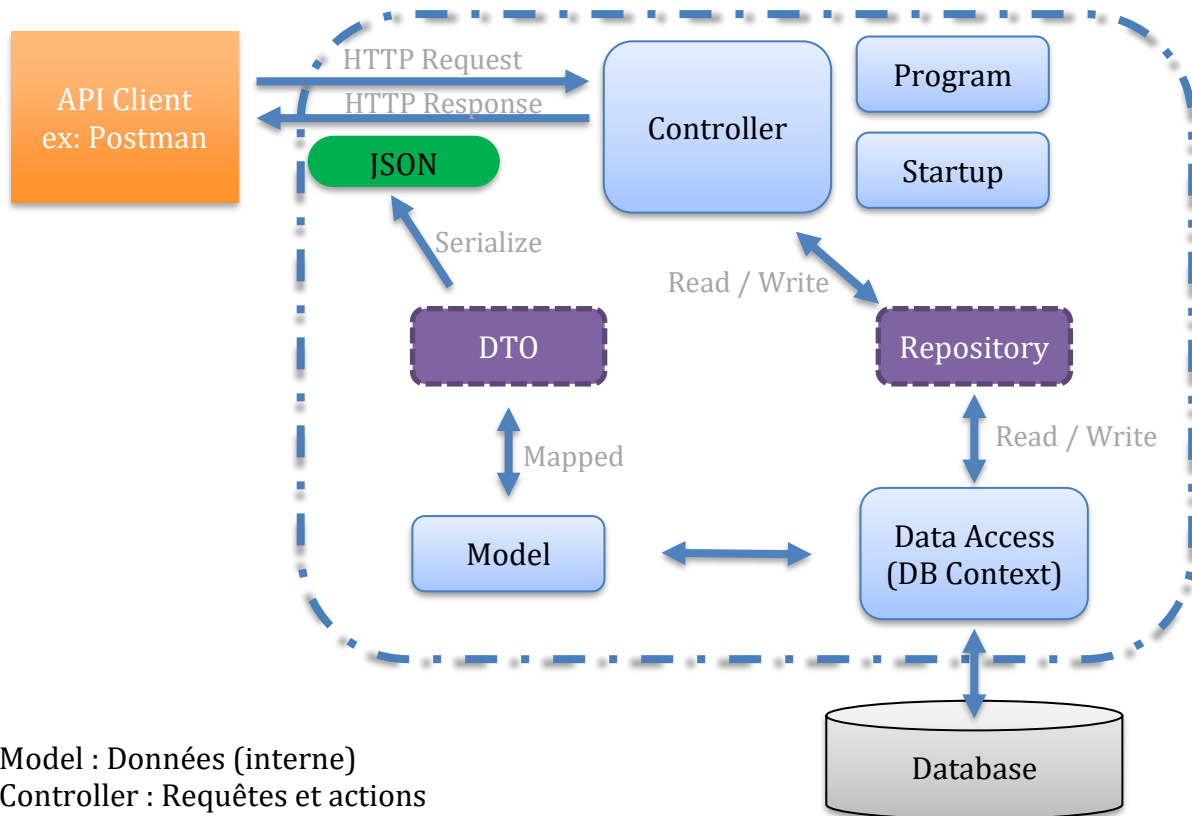 API Client
ex: Postman
HTTP Request
HTTP Response
JSON
Controller
Program
Startup
Serialize
Read / Write
DTO
Repository
Mapped
Read / Write
Model
Data Access
(DB Context)
Database
Model : Données (interne)
Controller : Requêtes et actions